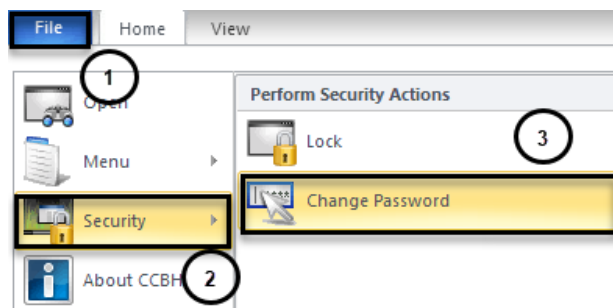 File Home View
1
Open
Perform Security Actions
Lock
3
Menu
Security
Change Password
About CCBH
2